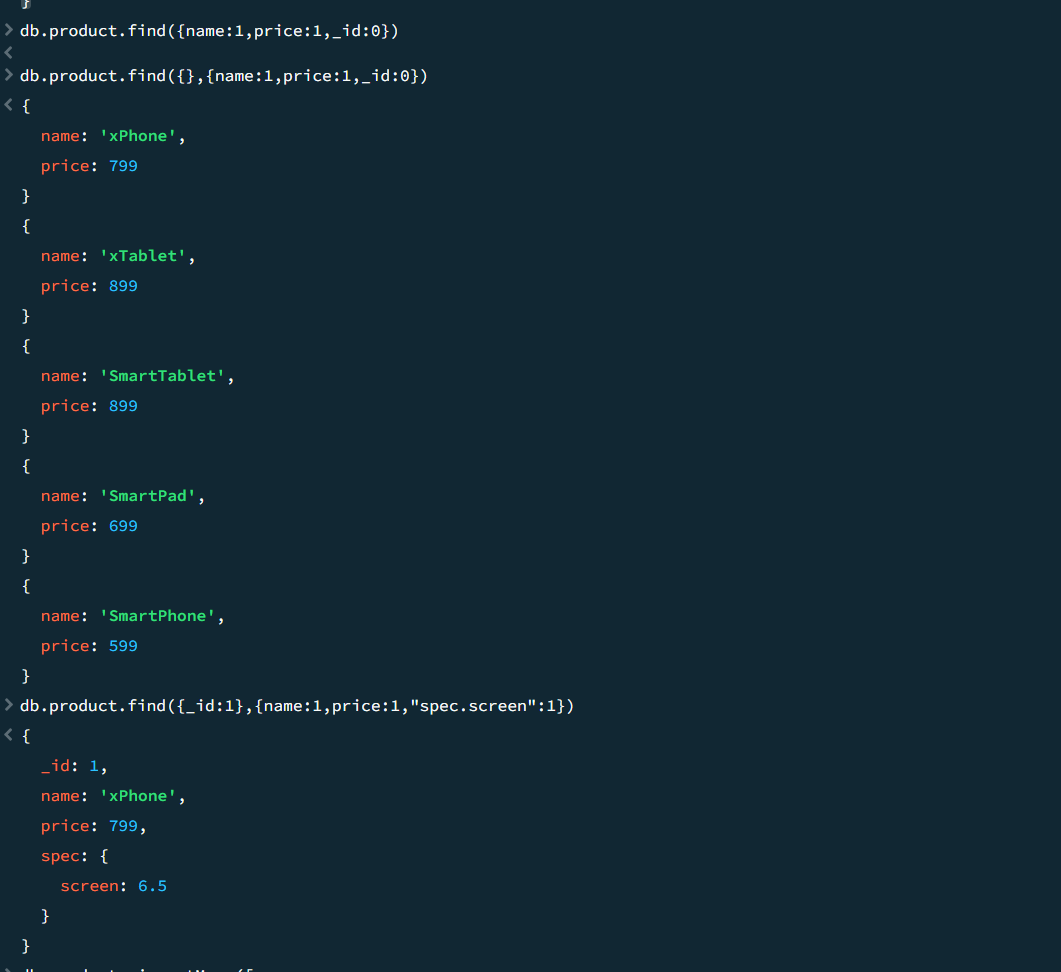 }
> db.product.find({name:1,price:1,_id:0})
<
> db.product.find({},{name:1,price:1,_id:0})
< {
name: 'xPhone',
price: 799
}
{
name: 'xTablet',
price: 899
}
{
name: 'SmartTablet',
price: 899
}
{
name: 'SmartPad',
price: 699
}
{
name: 'SmartPhone',
price: 599
}
> db.product.find({_id:1},{name:1,price:1,"spec.screen":1})
< {
_id: 1,
name: 'xPhone',
price: 799,
spec: {
screen: 6.5
}
}